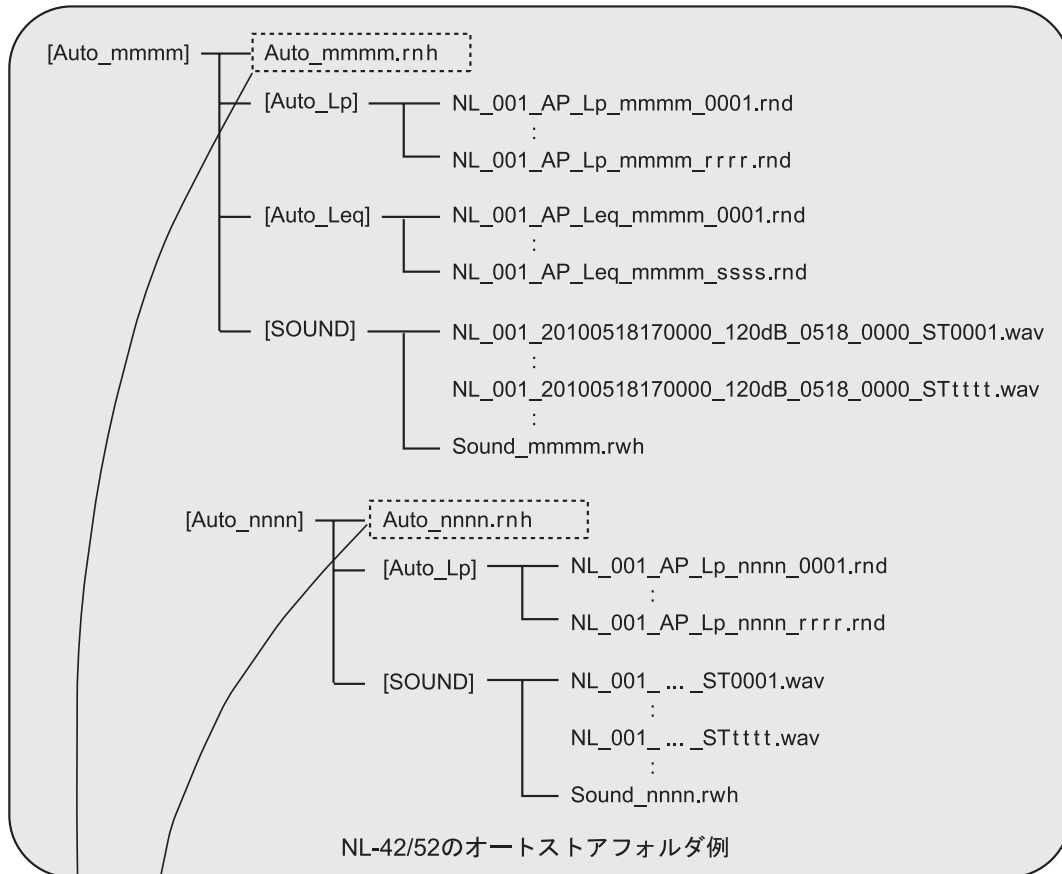 [Auto_mmmm] Auto_mmmm.rnh
[Auto_Lp] NL_001_AP_Lp_mmmm_0001.rnd
:
NL_001_AP_Lp_mmmm_rrrr.rnd
[Auto_Leq] NL_001_AP_Leq_mmmm_0001.rnd
:
NL_001_AP_Leq_mmmm_ssss.rnd
[SOUND] NL_001_20100518170000_120dB_0518_0000_ST0001.wav
:
NL_001_20100518170000_120dB_0518_0000_STtttt.wav
:
Sound_mmmm.rwh
[Auto_nnnn] Auto_nnnn.rnh
[Auto_Lp] NL_001_AP_Lp_nnnn_0001.rnd
:
NL_001_AP_Lp_nnnn_rrrr.rnd
[SOUND] NL_001_ ... _ST0001.wav
:
NL_001_ ... _STtttt.wav
:
Sound_nnnn.rwh
NL-42/52のオートストアフォルダ例